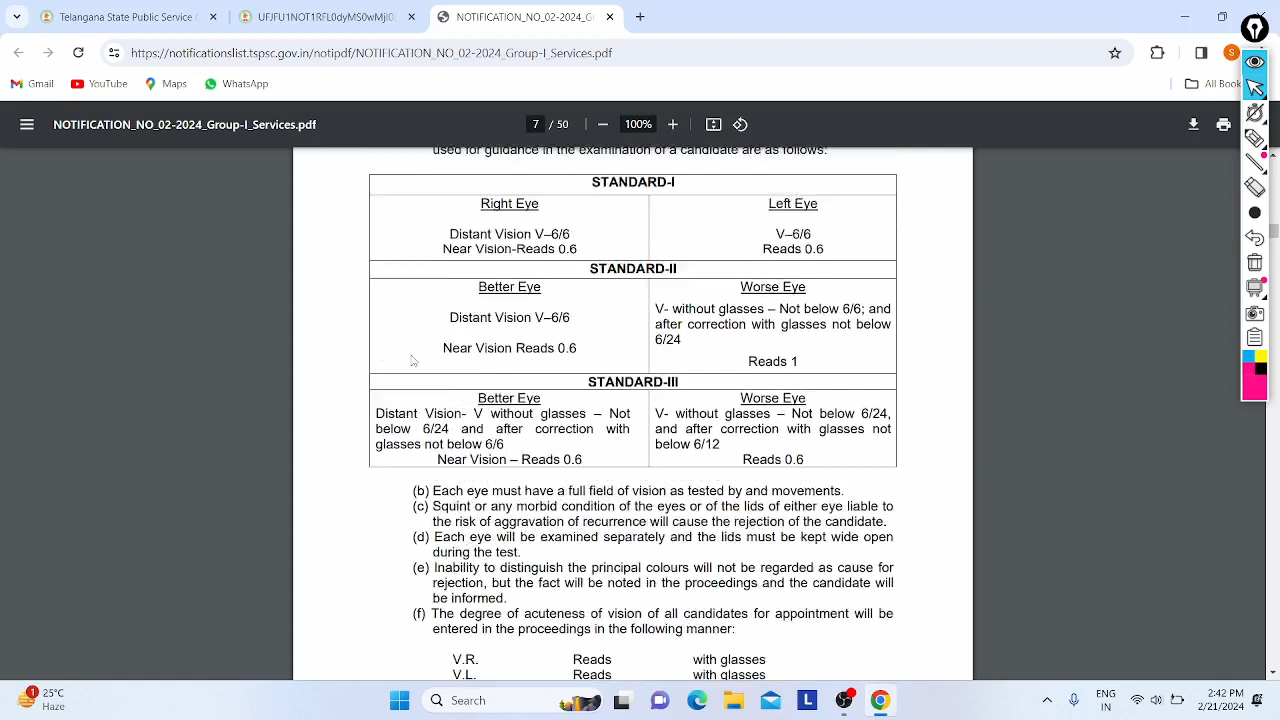 Telangana State Public Service C
UFJFU1NOT1RFL0dyMS0wMjI0
NOTIFICATION_NO_02-2024_G
https://notificationslist.tspsc.gov.in/notipdf/NOTIFICATION_NO_02-2024_Group-I_Services.pdf
S
Gmail
YouTube
Maps
WhatsApp
All Book
NOTIFICATION_NO_02-2024_Group-I_Services.pdf
7 / 50
100%
used for guidance in the examination of a candidate are as follows:
STANDARD-I
Right Eye Left Eye
Distant Vision V–6/6 V–6/6
Near Vision-Reads 0.6 Reads 0.6
STANDARD-II
Better Eye
Distant Vision V–6/6
Near Vision Reads 0.6
Worse Eye
V- without glasses – Not below 6/6; and
after correction with glasses not below
6/24
Reads 1
STANDARD-III
Better Eye
Distant Vision- V without glasses – Not
below 6/24 and after correction with
glasses not below 6/6
Near Vision – Reads 0.6
Worse Eye
V- without glasses – Not below 6/24,
and after correction with glasses not
below 6/12
Reads 0.6
(b) Each eye must have a full field of vision as tested by and movements.
(c) Squint or any morbid condition of the eyes or of the lids of either eye liable to
the risk of aggravation of recurrence will cause the rejection of the candidate.
(d) Each eye will be examined separately and the lids must be kept wide open
during the test.
(e) Inability to distinguish the principal colours will not be regarded as cause for
rejection, but the fact will be noted in the proceedings and the candidate will
be informed.
(f) The degree of acuteness of vision of all candidates for appointment will be
entered in the proceedings in the following manner:
V.R. Reads with glasses
V.L. Reads with glasses
1
25°C
Haze
Search
L
ENG
IN
2:42 PM
2/21/2024